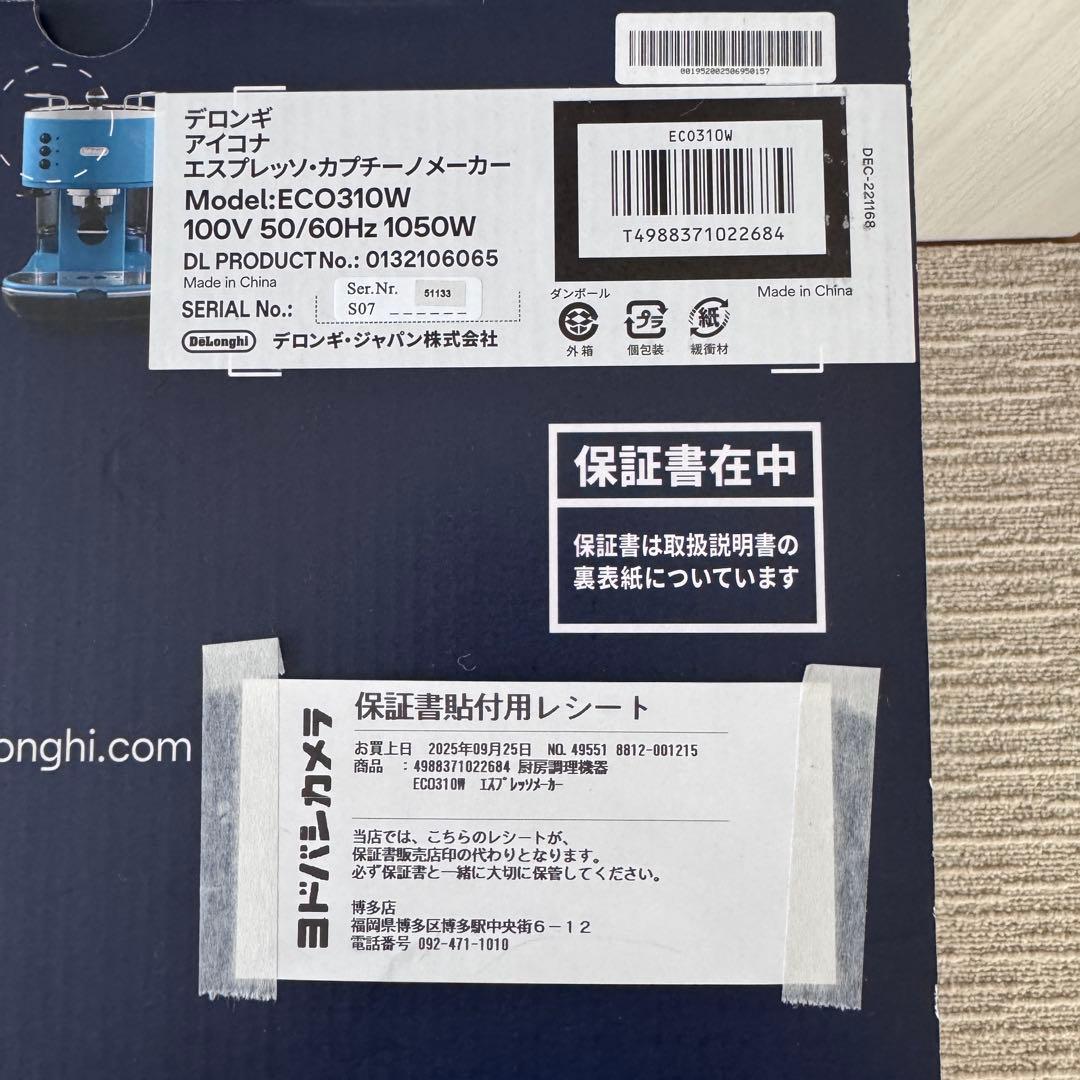 001952002506950157
デロンギ
アイコナ
エスプレッソ・カプチーノメーカー
Model:ECO310W
100V 50/60Hz 1050W
DL PRODUCT No.: 0132106065
Made in China
SERIAL No.:
Ser.Nr. 51133
S07 _ _ _ _ _ _
DeLonghi デロンギ・ジャパン株式会社
ECO310W
T4988371022684
DEC-221168
Made in China
ダンボール
外箱
プラ
個包装
紙
緩衝材
保証書在中
保証書は取扱説明書の
裏表紙についています
onghi.com
ヨドバシカメラ
保証書貼付用レシート
お買上日 2025年09月25日 NO. 49551 8812-001215
商品 :4988371022684 厨房調理機器
ECO310W エスプレッソメーカー
当店では、こちらのレシートが、
保証書販売店印の代わりとなります。
必ず保証書と一緒に大切に保管してください。
博多店
福岡県博多区博多駅中央街6-12
電話番号 092-471-1010